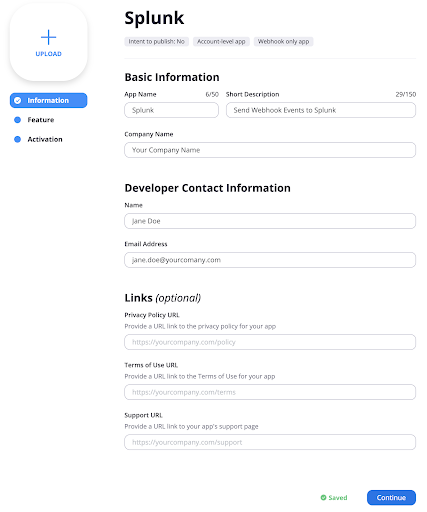 Splunk
UPLOAD
Intent to publish: No Account-level app Webhook only app
Information
Feature
Activation
Basic Information
App Name 6/50 Short Description 29/150
Splunk Send Webhook Events to Splunk
Company Name
Your Company Name
Developer Contact Information
Name
Jane Doe
Email Address
jane.doe@yourcomany.com
Links (optional)
Privacy Policy URL
Provide a URL link to the privacy policy for your app
https://yourcompany.com/policy
Terms of Use URL
Provide a URL link to the Terms of Use for your app
https://yourcompany.com/terms
Support URL
Provide a URL link to your app's support page
https://yourcompany.com/support
Saved Continue